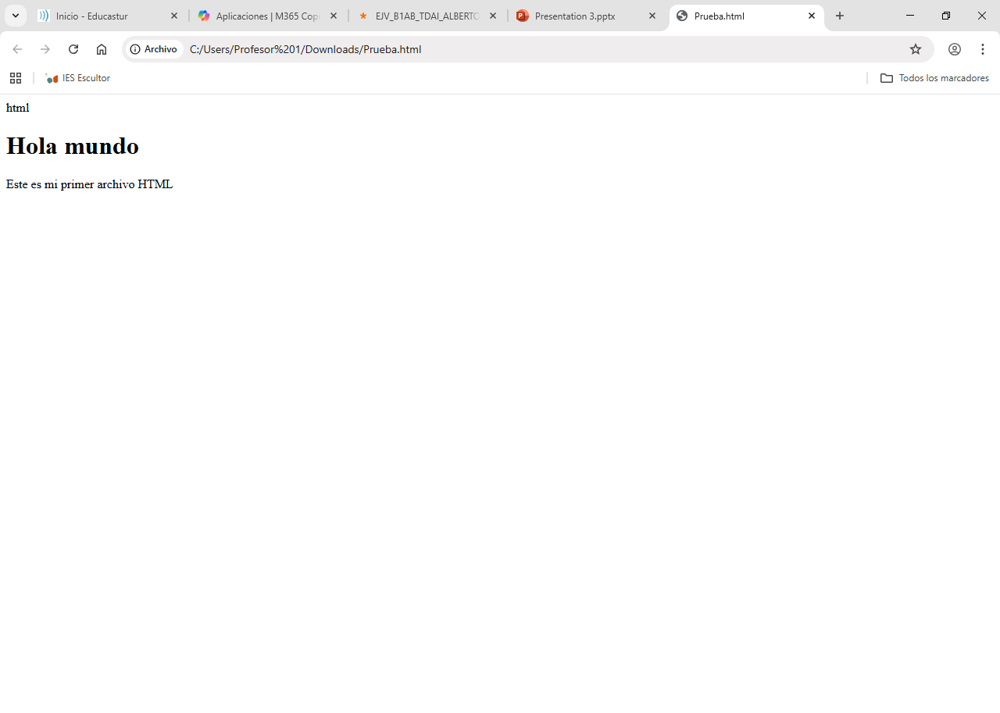 Inicio - Educastur
Aplicaciones | M365 Copi
EJV_B1AB_TDAI_ALBERTO
Presentation 3.pptx
Prueba.html
Archivo
C:/Users/Profesor%201/Downloads/Prueba.html
IES Escultor
Todos los marcadores
html
Hola mundo
Este es mi primer archivo HTML